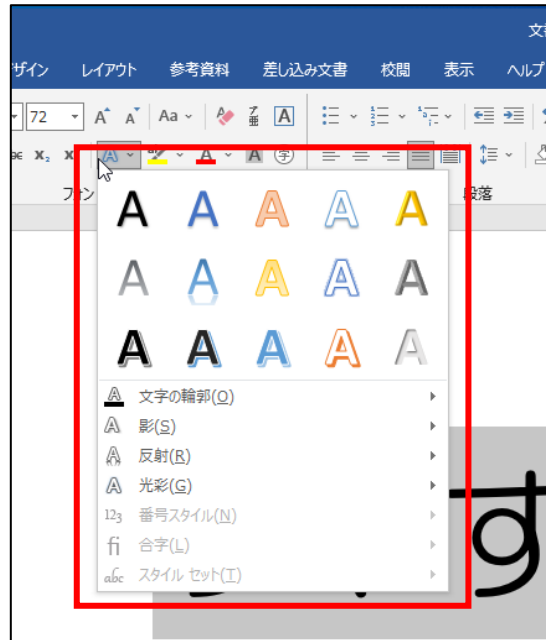 文
ザイン レイアウト 参考資料 差し込み文書 校閲 表示 ヘルプ
72 A A Aa A
x₂ x A A A 字
フォン 段落
A A A A A
A A A A A
A A A A A
A 文字の輪郭(O)
A 影(S)
A 反射(R)
A 光彩(G)
123 番号スタイル(N)
fi 合字(L)
abc スタイル セット(T)
す